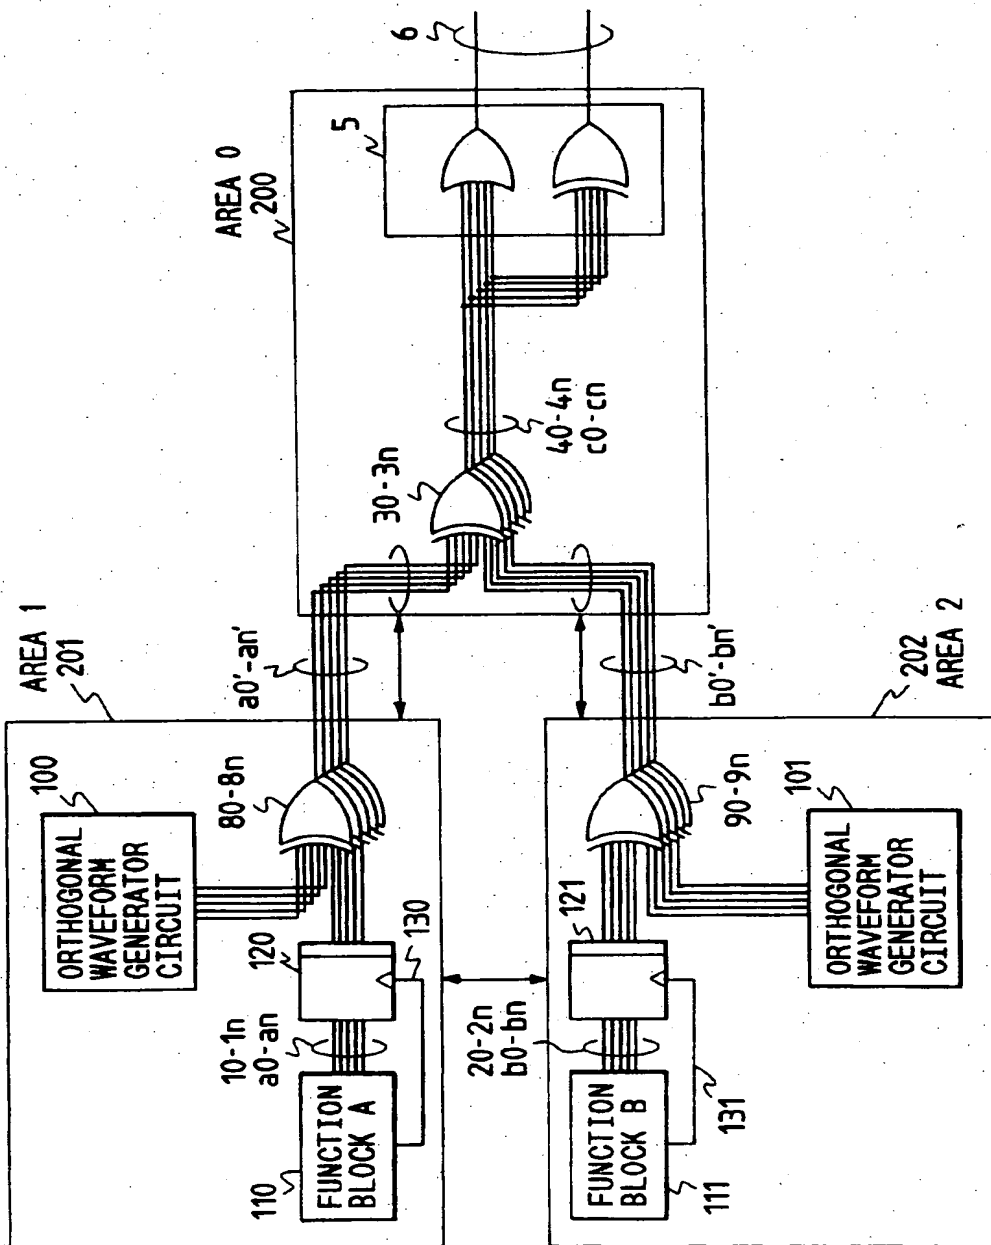 AREA 1
201
100
ORTHOGONAL
WAVEFORM
GENERATOR
CIRCUIT
80-8n
a0'-an'
110
FUNCTION
BLOCK A
10-1n
a0-an
120
130
AREA 0
200
5
6
30-3n
40-4n
c0-cn
20-2n
b0-bn
121
FUNCTION
BLOCK B
111
131
90-9n
b0'-bn'
101
ORTHOGONAL
WAVEFORM
GENERATOR
CIRCUIT
202
AREA 2